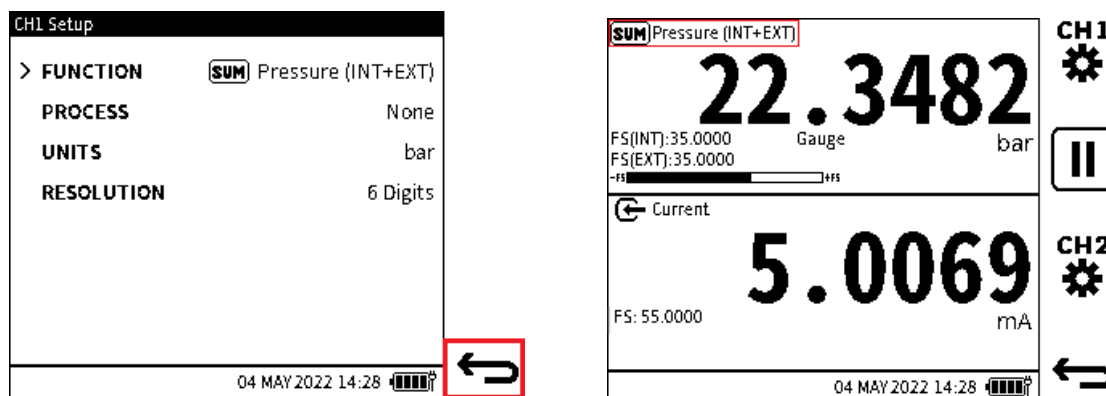 CH1 Setup
> FUNCTION SUM Pressure (INT+EXT)
PROCESS None
UNITS bar
RESOLUTION 6 Digits
04 MAY 2022 14:28
SUM Pressure (INT+EXT)
22.3482
FS(INT):35.0000 Gauge bar
FS(EXT):35.0000
-FS +FS
Current
5.0069
FS: 55.0000 mA
04 MAY 2022 14:28
CH1
CH2